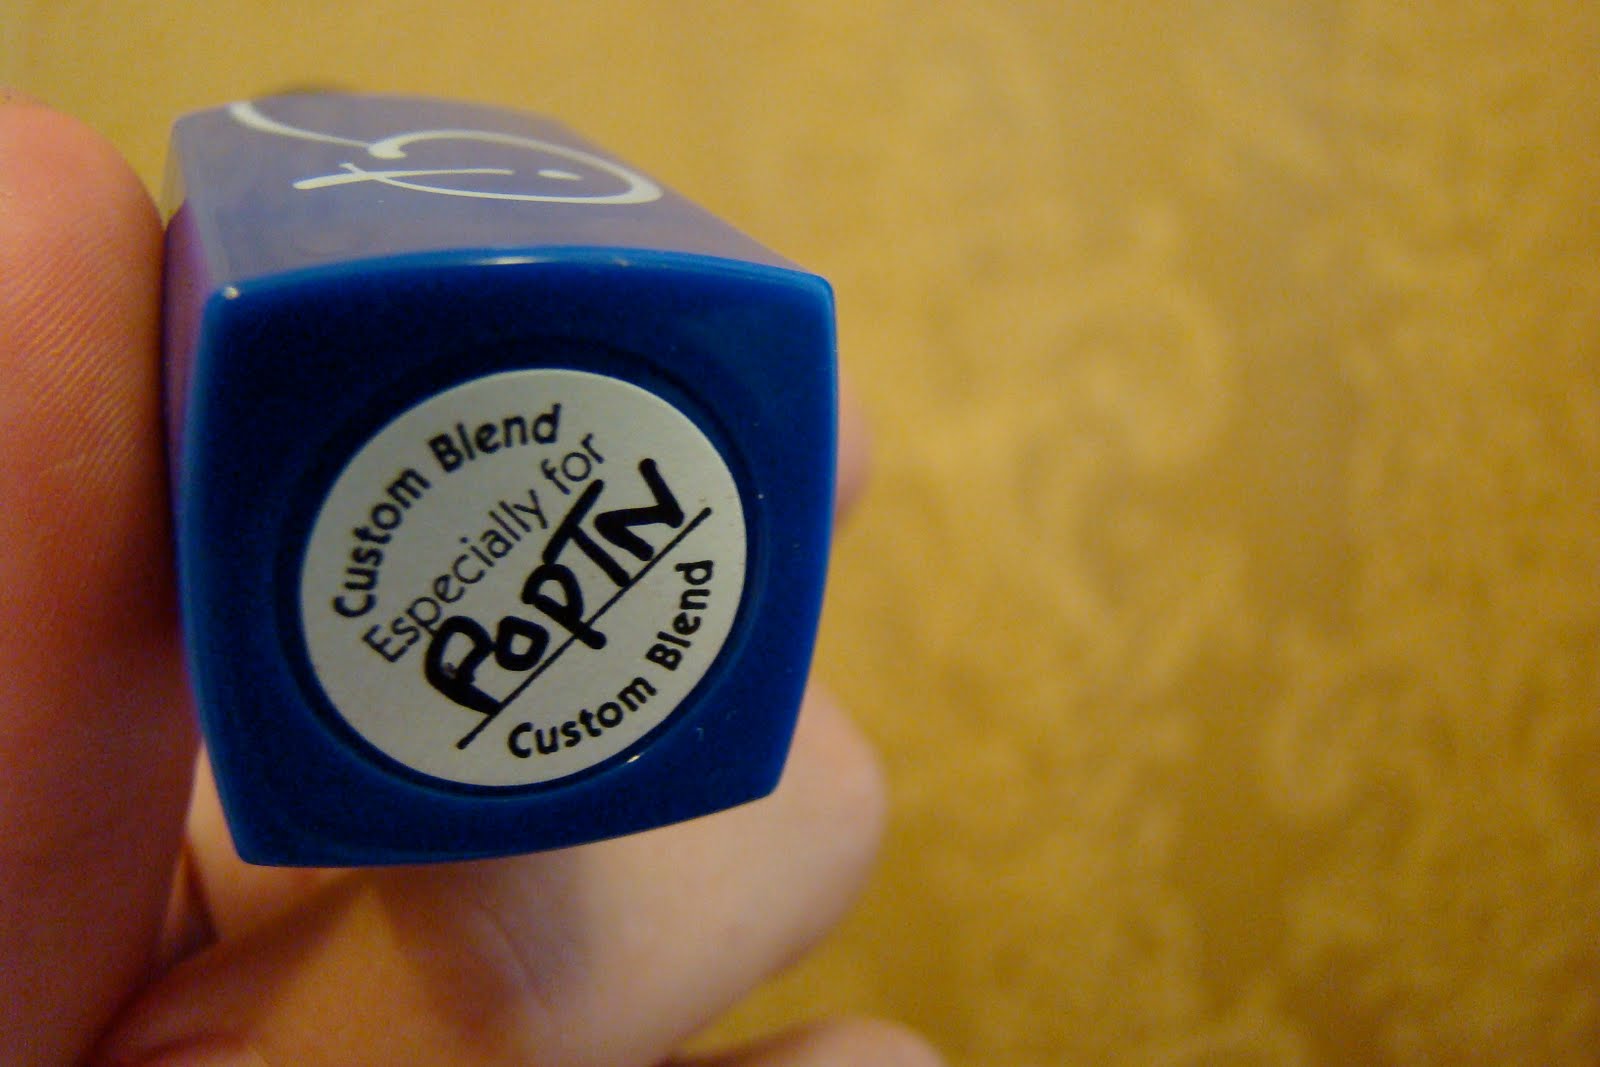 Custom Blend
Especially for
POPTN
Custom Blend